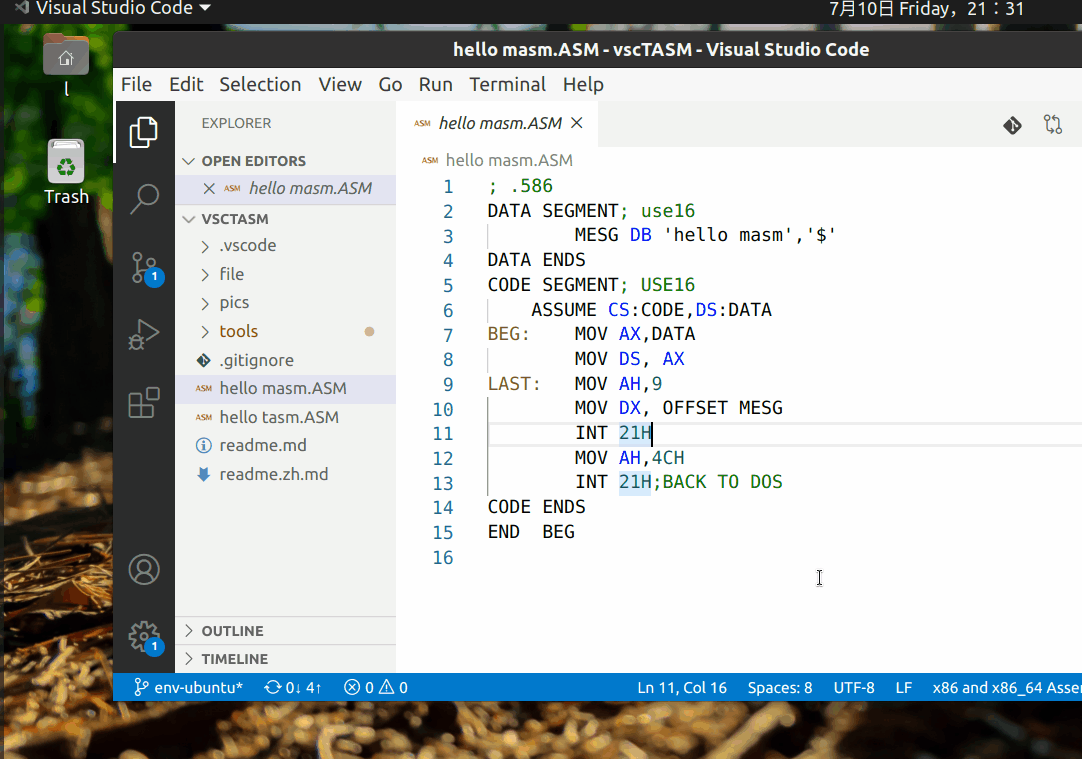 Visual Studio Code
7月10日 Friday，21：31
l
Trash
hello masm.ASM - vscTASM - Visual Studio Code
File Edit Selection View Go Run Terminal Help
EXPLORER
OPEN EDITORS
ASM hello masm.ASM
VSCTASM
.vscode
file
pics
tools
.gitignore
ASM hello masm.ASM
ASM hello tasm.ASM
readme.md
readme.zh.md
OUTLINE
TIMELINE
1
1
ASM hello masm.ASM
ASM hello masm.ASM
1 ; .586
2 DATA SEGMENT; use16
3 MESG DB 'hello masm','$'
4 DATA ENDS
5 CODE SEGMENT; USE16
6 ASSUME CS:CODE,DS:DATA
7 BEG: MOV AX,DATA
8 MOV DS, AX
9 LAST: MOV AH,9
10 MOV DX, OFFSET MESG
11 INT 21H
12 MOV AH,4CH
13 INT 21H;BACK TO DOS
14 CODE ENDS
15 END BEG
16
env-ubuntu* 0↓ 4↑ 0 0 Ln 11, Col 16 Spaces: 8 UTF-8 LF x86 and x86_64 Asse